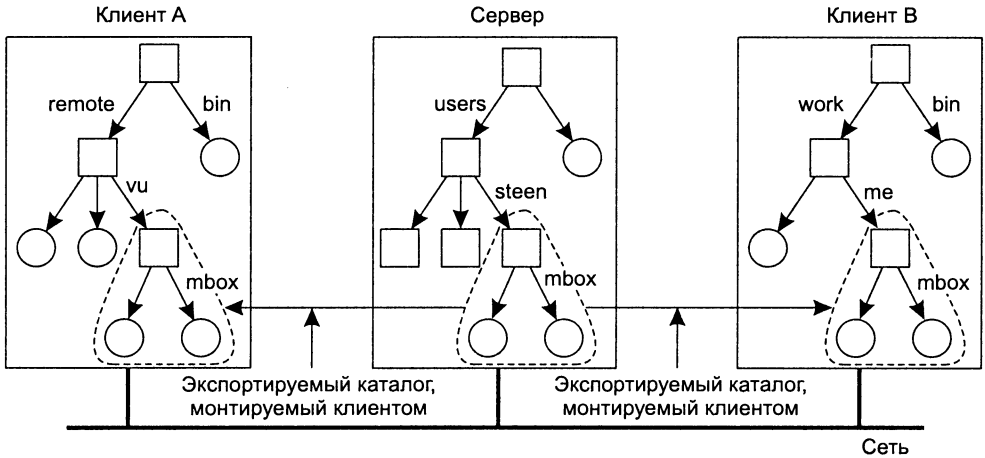 Клиент А
Сервер
Клиент В
remote
bin
users
work
bin
vu
steen
me
mbox
mbox
mbox
Экспортируемый каталог,
монтируемый клиентом
Экспортируемый каталог,
монтируемый клиентом
Сеть